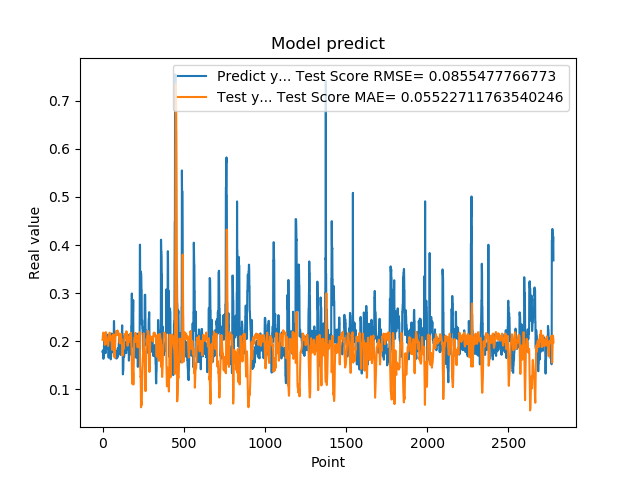 Model predict
Predict y... Test Score RMSE= 0.0855477766773
Test y... Test Score MAE= 0.05522711763540246
Real value
0.7
0.6
0.5
0.4
0.3
0.2
0.1
0 500 1000 1500 2000 2500
Point